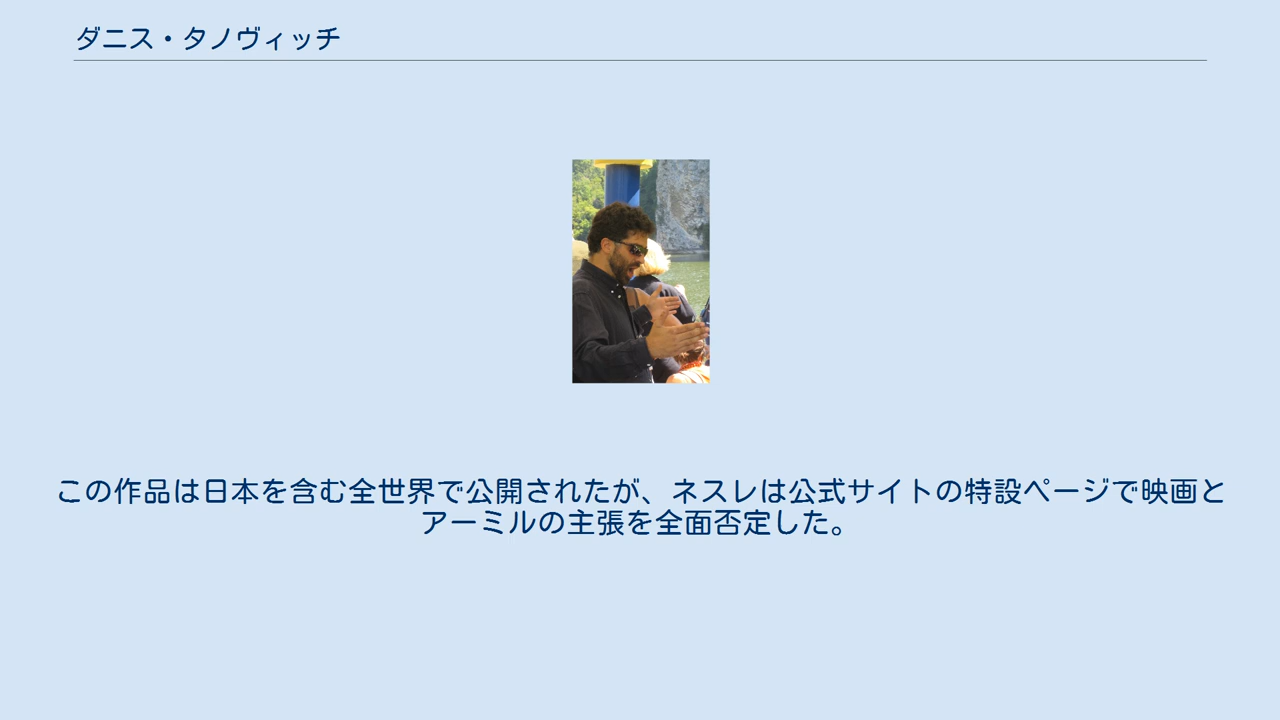 ダニス・タノヴィッチ
この作品は日本を含む全世界で公開されたが、ネスレは公式サイトの特設ページで映画と
アーミルの主張を全面否定した。